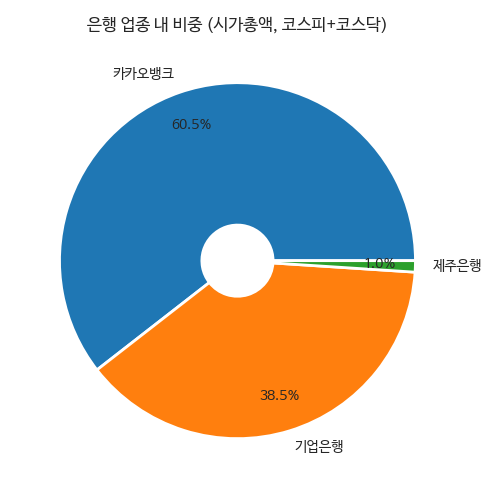 은행 업종 내 비중 (시가총액, 코스피+코스닥)
카카오뱅크
60.5%
1.0%
제주은행
38.5%
기업은행